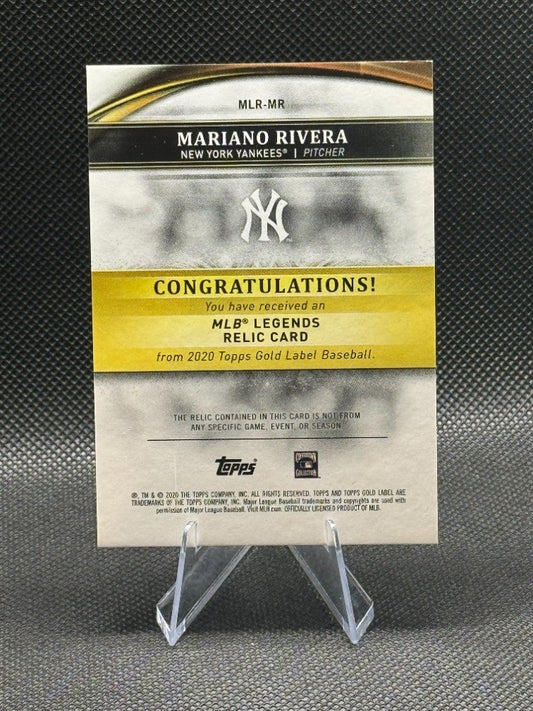 MLR-MR
MARIANO RIVERA
NEW YORK YANKEES® | PITCHER
NY
CONGRATULATIONS!
You have received an
MLB® LEGENDS
RELIC CARD
from 2020 Topps Gold Label Baseball.
THE RELIC CONTAINED IN THIS CARD IS NOT FROM
ANY SPECIFIC GAME, EVENT, OR SEASON
Topps
®, TM & © 2020 THE TOPPS COMPANY, INC. ALL RIGHTS RESERVED. TOPPS AND TOPPS GOLD LABEL ARE
TRADEMARKS OF THE TOPPS COMPANY, INC. Major League Baseball trademarks and copyrights are used with
permission of Major League Baseball. Visit MLB.com. OFFICIALLY LICENSED PRODUCT OF MLB.